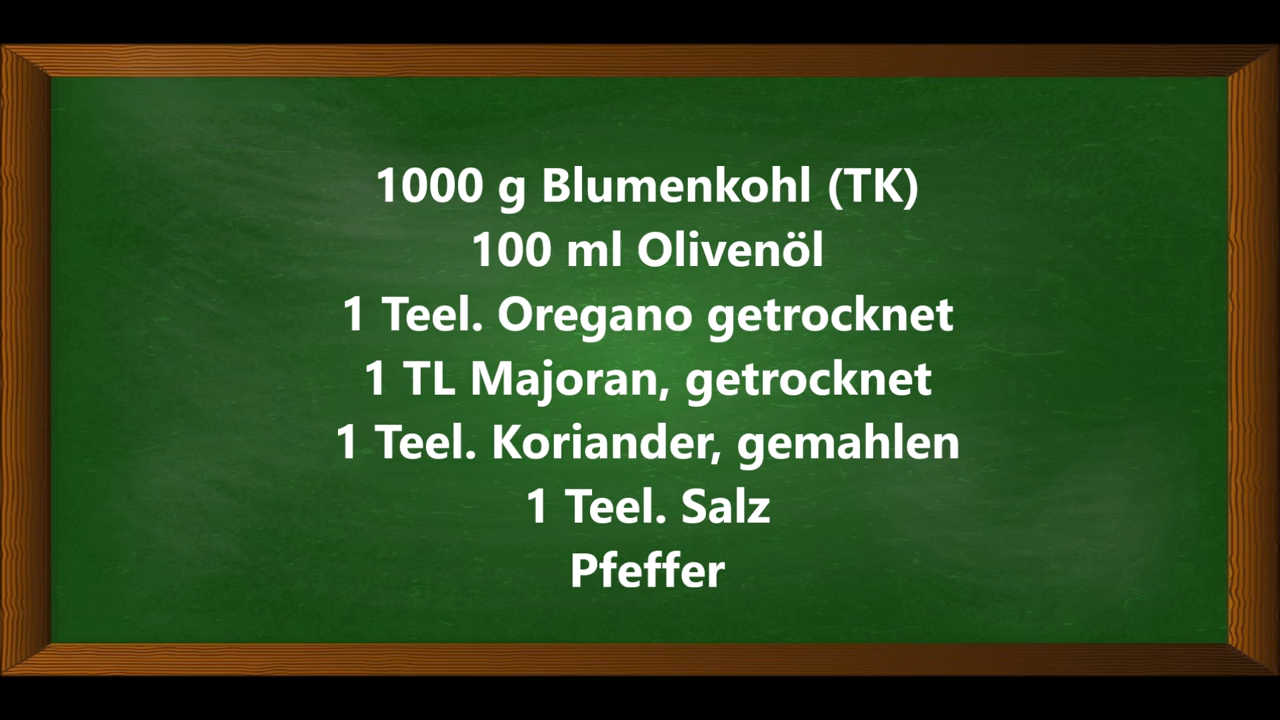 1000 g Blumenkohl (TK)
100 ml Olivenöl
1 Teel. Oregano getrocknet
1 TL Majoran, getrocknet
1 Teel. Koriander, gemahlen
1 Teel. Salz
Pfeffer